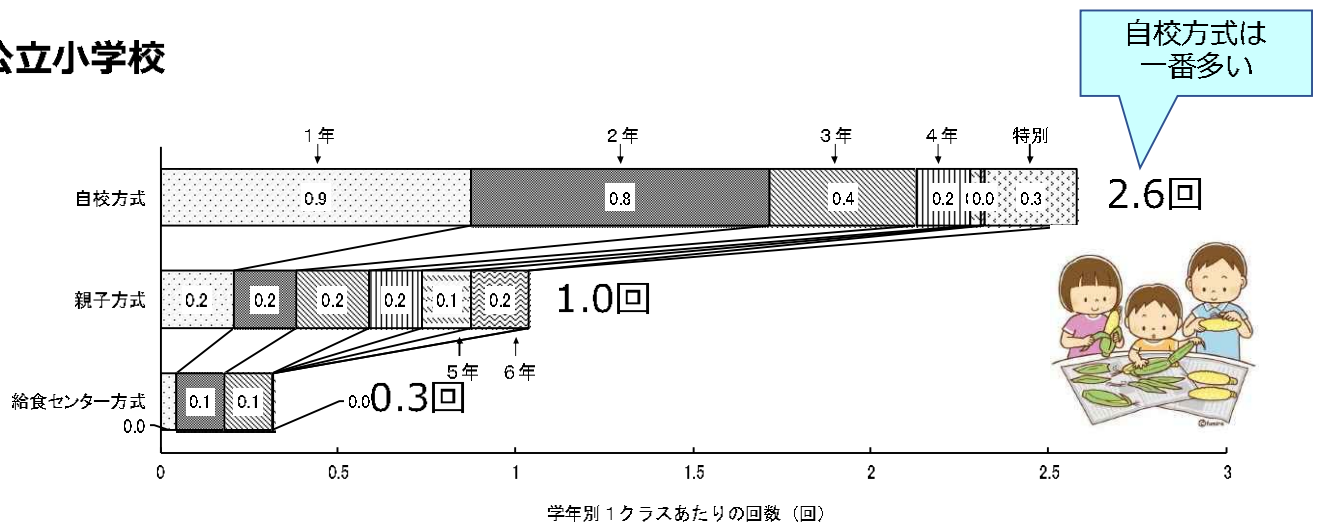 公立小学校
自校方式は
一番多い
1年
2年
3年
4年
特別
自校方式
0.9
0.8
0.4
0.2
0.0
0.3
2.6回
親子方式
0.2
0.2
0.2
0.2
0.1
0.2
1.0回
5年
6年
給食センター方式
0.0
0.1
0.1
0.0
0.3回
0
0.5
1
1.5
2
2.5
3
学年別1クラスあたりの回数（回）